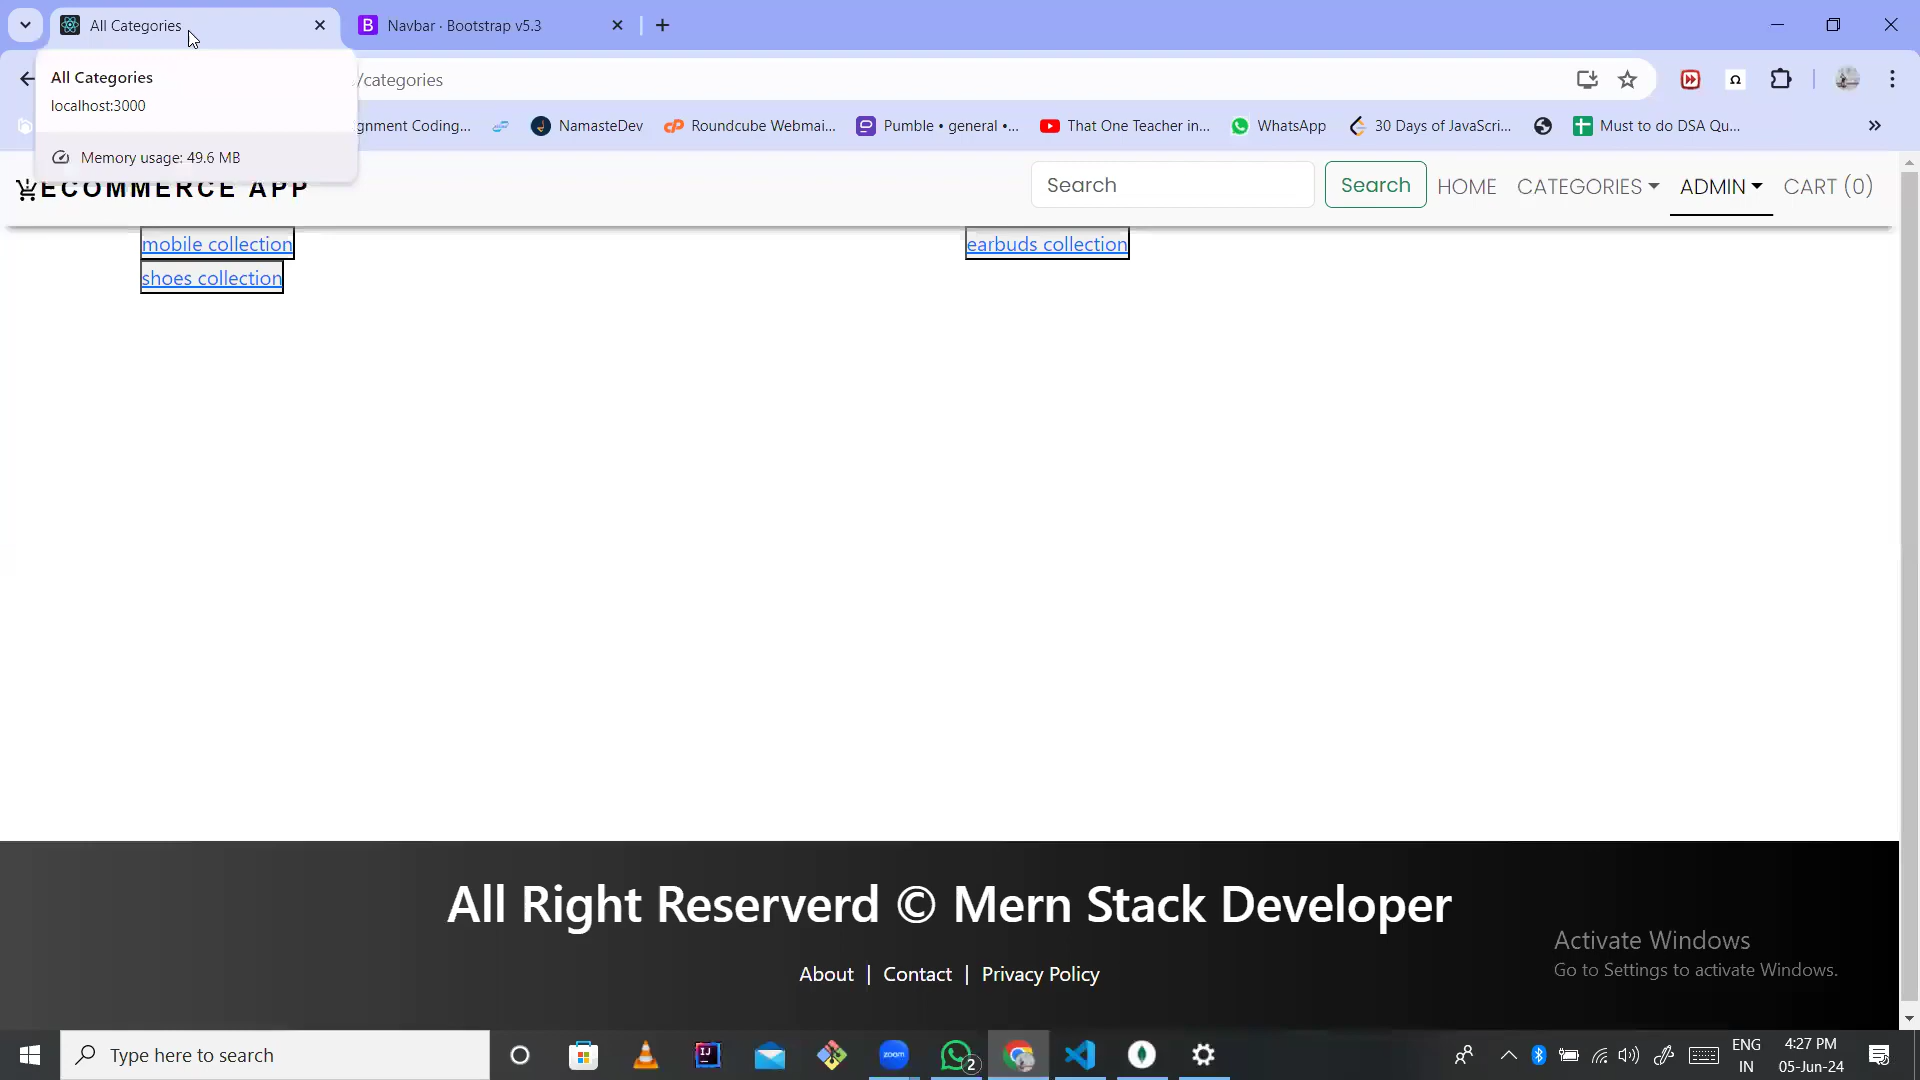 All Categories
Navbar · Bootstrap v5.3
All Categories
localhost:3000
Memory usage: 49.6 MB
/categories
gnment Coding...
NamasteDev
Roundcube Webmai...
Pumble • general •...
That One Teacher in...
WhatsApp
30 Days of JavaScri...
Must to do DSA Qu...
ECOMMERCE APP
Search
Search
HOME
CATEGORIES
ADMIN
CART (0)
mobile collection
earbuds collection
shoes collection
All Right Reserverd © Mern Stack Developer
About | Contact | Privacy Policy
Activate Windows
Go to Settings to activate Windows.
Type here to search
zoom
2
ENG
IN
4:27 PM
05-Jun-24